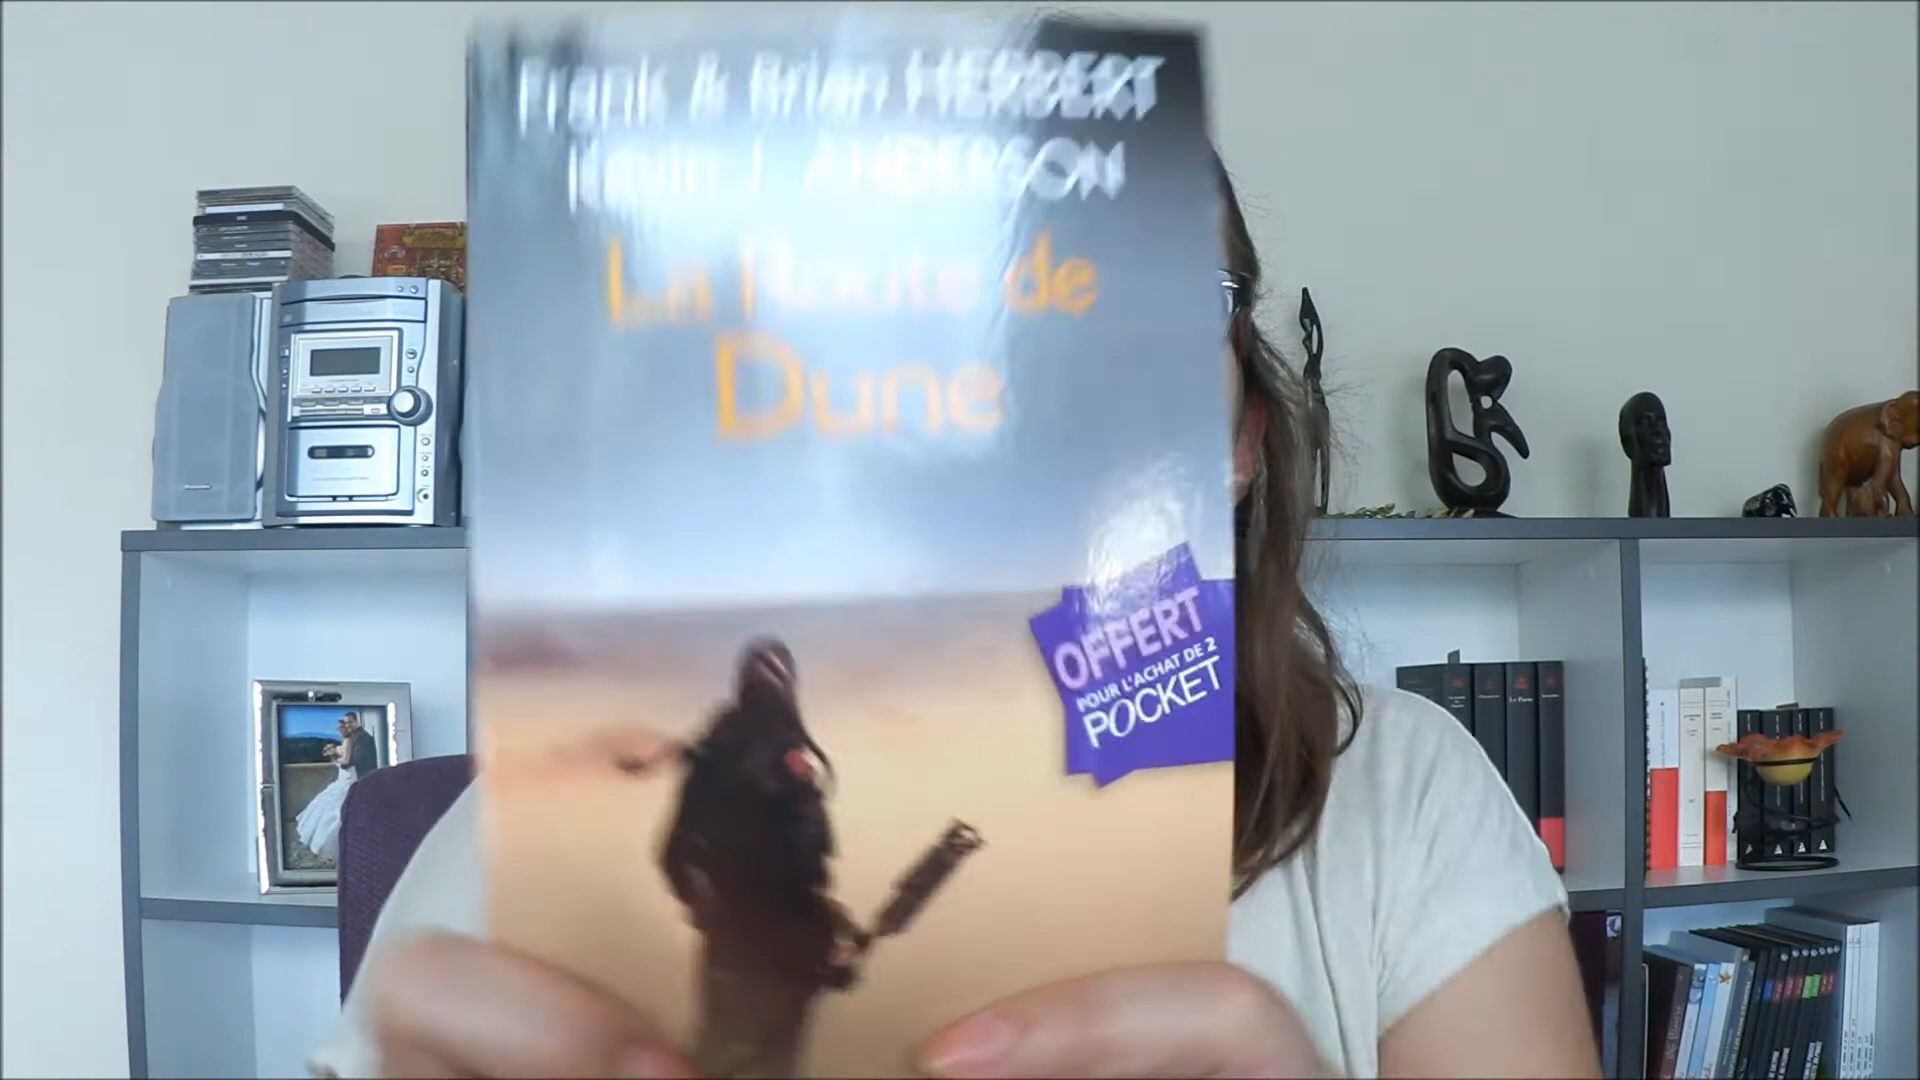 Frank & Brian HERBERT
Kevin J. ANDERSON
La Route de
Dune
OFFERT
POUR L'ACHAT DE 2
POCKET